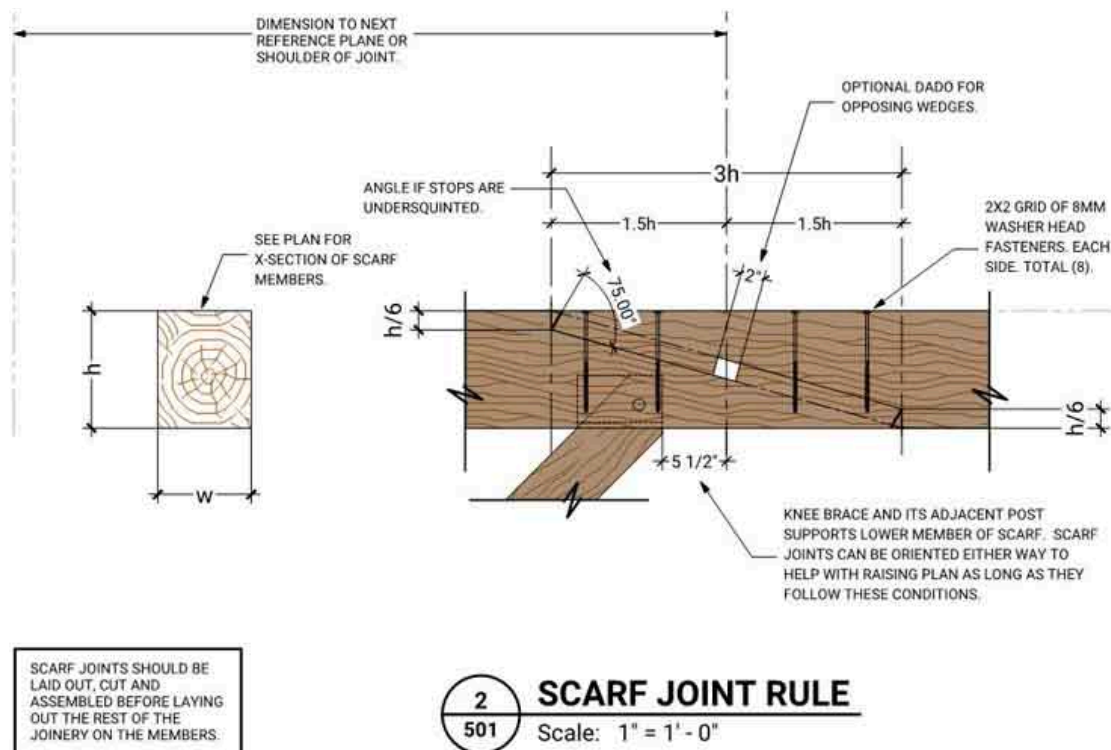 DIMENSION TO NEXT
REFERENCE PLANE OR
SHOULDER OF JOINT.
OPTIONAL DADO FOR
OPPOSING WEDGES.
3h
ANGLE IF STOPS ARE
UNDERSQUINTED.
1.5h
1.5h
2X2 GRID OF 8MM
WASHER HEAD
FASTENERS. EACH
SIDE. TOTAL (8).
SEE PLAN FOR
X-SECTION OF SCARF
MEMBERS.
2"
75.00°
h/6
h
h/6
w
5 1/2"
KNEE BRACE AND ITS ADJACENT POST
SUPPORTS LOWER MEMBER OF SCARF. SCARF
JOINTS CAN BE ORIENTED EITHER WAY TO
HELP WITH RAISING PLAN AS LONG AS THEY
FOLLOW THESE CONDITIONS.
SCARF JOINTS SHOULD BE
LAID OUT, CUT AND
ASSEMBLED BEFORE LAYING
OUT THE REST OF THE
JOINERY ON THE MEMBERS.
2
501
SCARF JOINT RULE
Scale: 1" = 1' - 0"